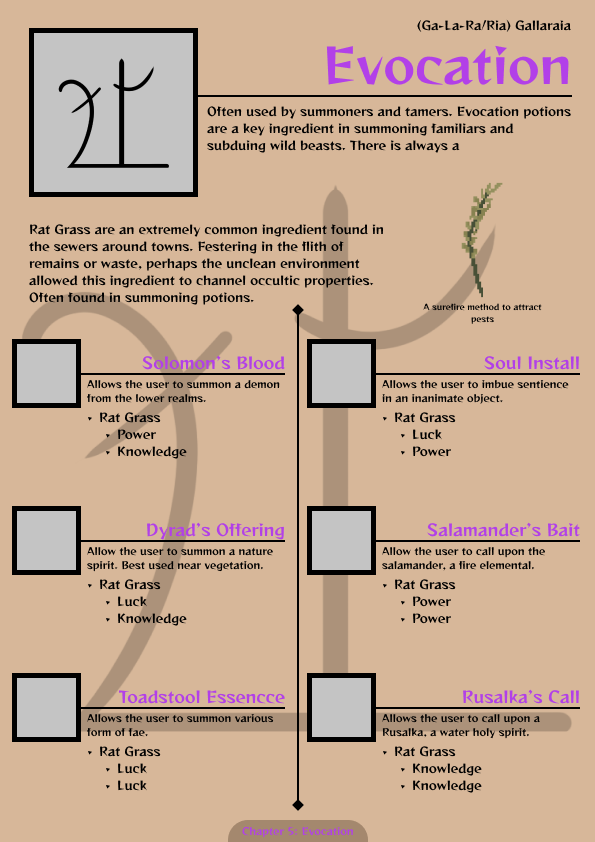 (Ga-La-Ra/Ria) Gallaraia
Evocation
Often used by summoners and tamers. Evocation potions
are a key ingredient in summoning familiars and
subduing wild beasts. There is always a
Rat Grass are an extremely common ingredient found in
the sewers around towns. Festering in the flith of
remains or waste, perhaps the unclean environment
allowed this ingredient to channel occultic properties.
Often found in summoning potions.
A surefire method to attract
pests
Solomon's Blood
Allows the user to summon a demon
from the lower realms.
Rat Grass
Power
Knowledge
Dyrad's Offering
Allow the user to summon a nature
spirit. Best used near vegetation.
Rat Grass
Luck
Knowledge
Toadstool Essencce
Allows the user to summon various
form of fae.
Rat Grass
Luck
Luck
Soul Install
Allows the user to imbue sentience
in an inanimate object.
Rat Grass
Luck
Power
Salamander's Bait
Allow the user to call upon the
salamander, a fire elemental.
Rat Grass
Power
Power
Rusalka's Call
Allows the user to call upon a
Rusalka, a water holy spirit.
Rat Grass
Knowledge
Knowledge
Chapter 5: Evocation